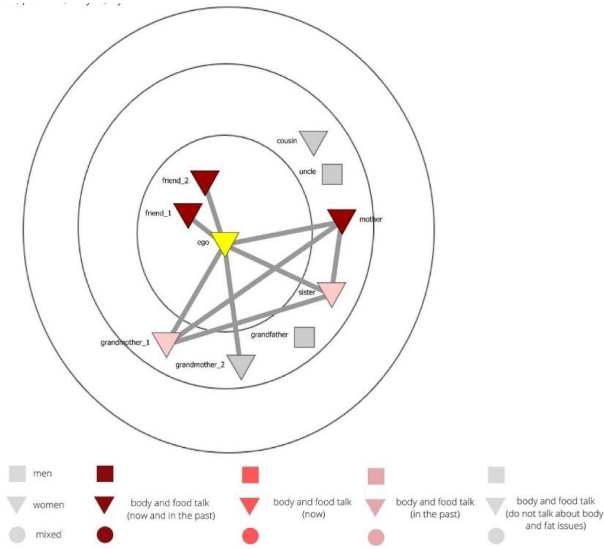 cousin
uncle
friend_2
friend_1
mother
ego
sister
grandfather
grandmother_1
grandmother_2
men
women
mixed
body and food talk
(now and in the past)
body and food talk
(now)
body and food talk
(in the past)
body and food talk
(do not talk about body
and fat issues)